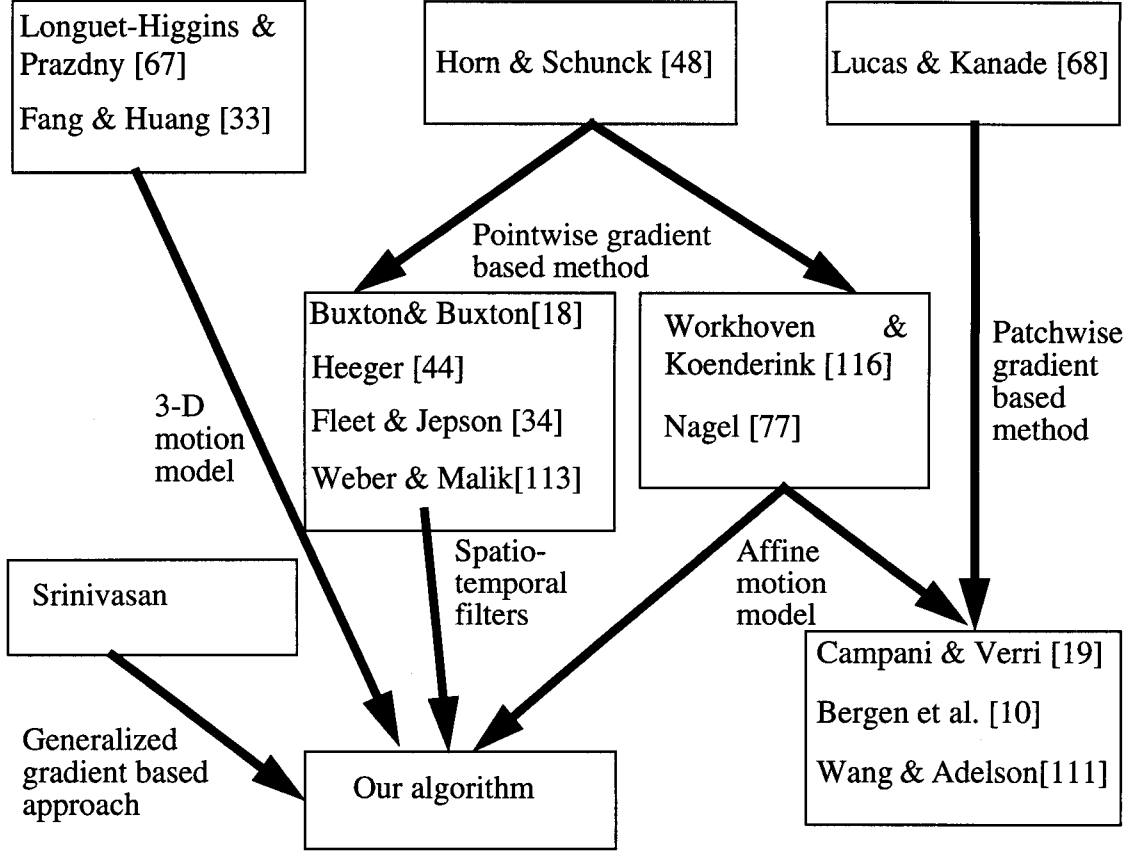 Longuet-Higgins &
Prazdny [67]
Fang & Huang [33]
Horn & Schunck [48]
Lucas & Kanade [68]
Pointwise gradient
based method
Buxton& Buxton[18]
Heeger [44]
Fleet & Jepson [34]
Weber & Malik[113]
Workhoven &
Koenderink [116]
Nagel [77]
Patchwise
gradient
based
method
3-D
motion
model
Spatio-
temporal
filters
Affine
motion
model
Srinivasan
Campani & Verri [19]
Bergen et al. [10]
Wang & Adelson[111]
Generalized
gradient based
approach
Our algorithm